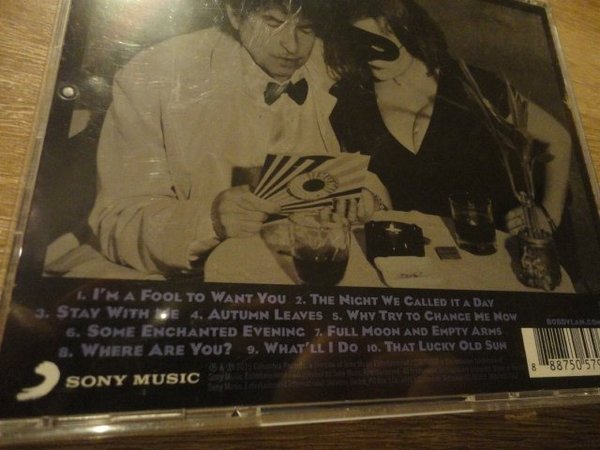 1. I'M A FOOL TO WANT YOU 2. THE NIGHT WE CALLED IT A DAY
3. STAY WITH ME 4. AUTUMN LEAVES 5. WHY TRY TO CHANGE ME NOW
6. SOME ENCHANTED EVENING 7. FULL MOON AND EMPTY ARMS
8. WHERE ARE YOU? 9. WHAT'LL I DO 10. THAT LUCKY OLD SUN
BOBDYLAN.COM
SONY MUSIC
8 88750 579